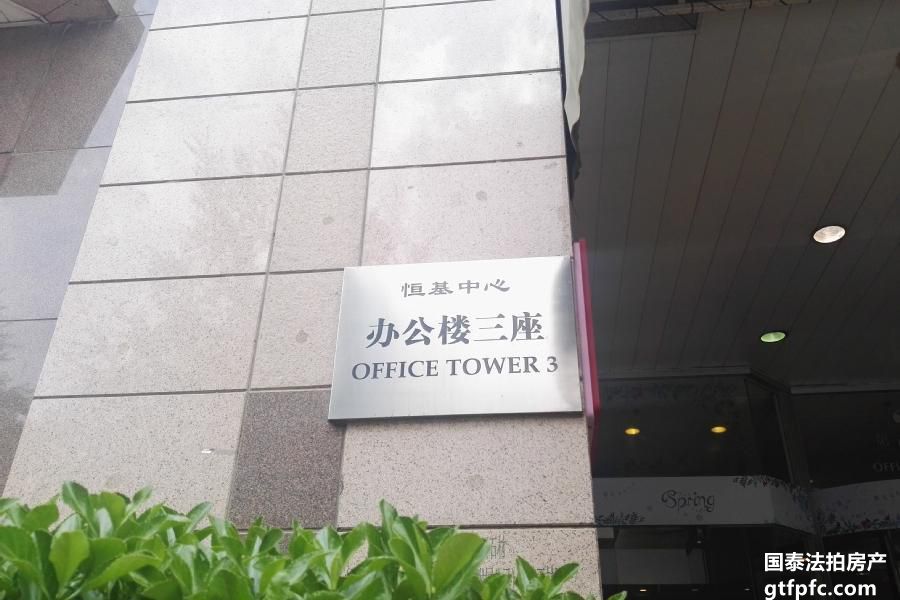 恒基中心
办公楼三座
OFFICE TOWER 3
Spring
国泰法拍房产
gtfpfc.com